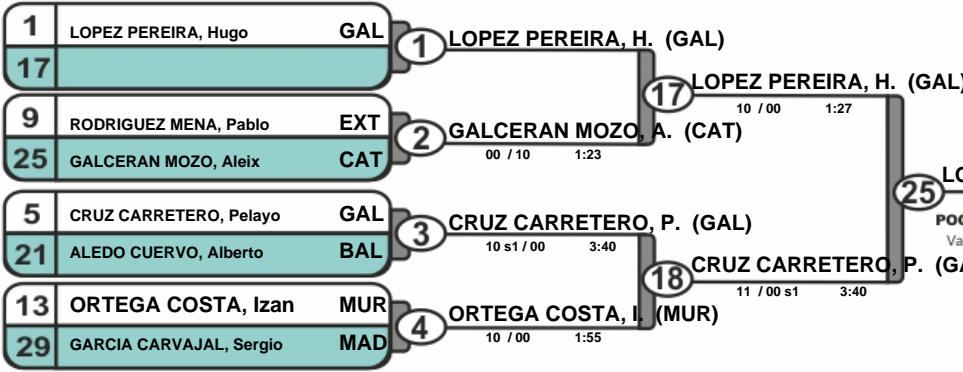 1 LOPEZ PEREIRA, Hugo GAL
17
1 LOPEZ PEREIRA, H. (GAL)
9 RODRIGUEZ MENA, Pablo EXT
25 GALCERAN MOZO, Aleix CAT
2 GALCERAN MOZO, A. (CAT)
00 / 10 1:23
17 LOPEZ PEREIRA, H. (GAL)
10 / 00 1:27
5 CRUZ CARRETERO, Pelayo GAL
21 ALEDO CUERVO, Alberto BAL
3 CRUZ CARRETERO, P. (GAL)
10 s1 / 00 3:40
13 ORTEGA COSTA, Izan MUR
29 GARCIA CARVAJAL, Sergio MAD
4 ORTEGA COSTA, I. (MUR)
10 / 00 1:55
18 CRUZ CARRETERO, P. (GA
11 / 00 s1 3:40
25 LO
POO
Va